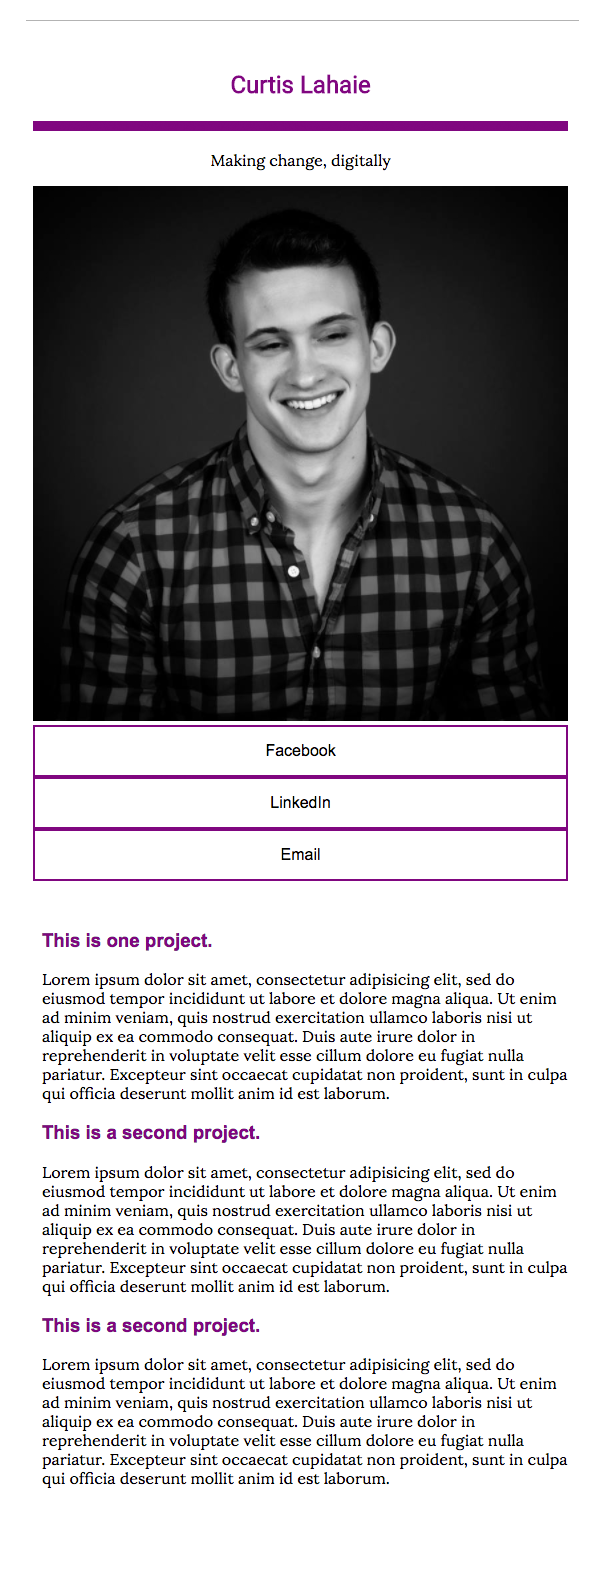 Curtis Lahaie
Making change, digitally
Facebook
LinkedIn
Email
This is one project.
Lorem ipsum dolor sit amet, consectetur adipisicing elit, sed do
eiusmod tempor incididunt ut labore et dolore magna aliqua. Ut enim
ad minim veniam, quis nostrud exercitation ullamco laboris nisi ut
aliquip ex ea commodo consequat. Duis aute irure dolor in
reprehenderit in voluptate velit esse cillum dolore eu fugiat nulla
pariatur. Excepteur sint occaecat cupidatat non proident, sunt in culpa
qui officia deserunt mollit anim id est laborum.
This is a second project.
Lorem ipsum dolor sit amet, consectetur adipisicing elit, sed do
eiusmod tempor incididunt ut labore et dolore magna aliqua. Ut enim
ad minim veniam, quis nostrud exercitation ullamco laboris nisi ut
aliquip ex ea commodo consequat. Duis aute irure dolor in
reprehenderit in voluptate velit esse cillum dolore eu fugiat nulla
pariatur. Excepteur sint occaecat cupidatat non proident, sunt in culpa
qui officia deserunt mollit anim id est laborum.
This is a second project.
Lorem ipsum dolor sit amet, consectetur adipisicing elit, sed do
eiusmod tempor incididunt ut labore et dolore magna aliqua. Ut enim
ad minim veniam, quis nostrud exercitation ullamco laboris nisi ut
aliquip ex ea commodo consequat. Duis aute irure dolor in
reprehenderit in voluptate velit esse cillum dolore eu fugiat nulla
pariatur. Excepteur sint occaecat cupidatat non proident, sunt in culpa
qui officia deserunt mollit anim id est laborum.